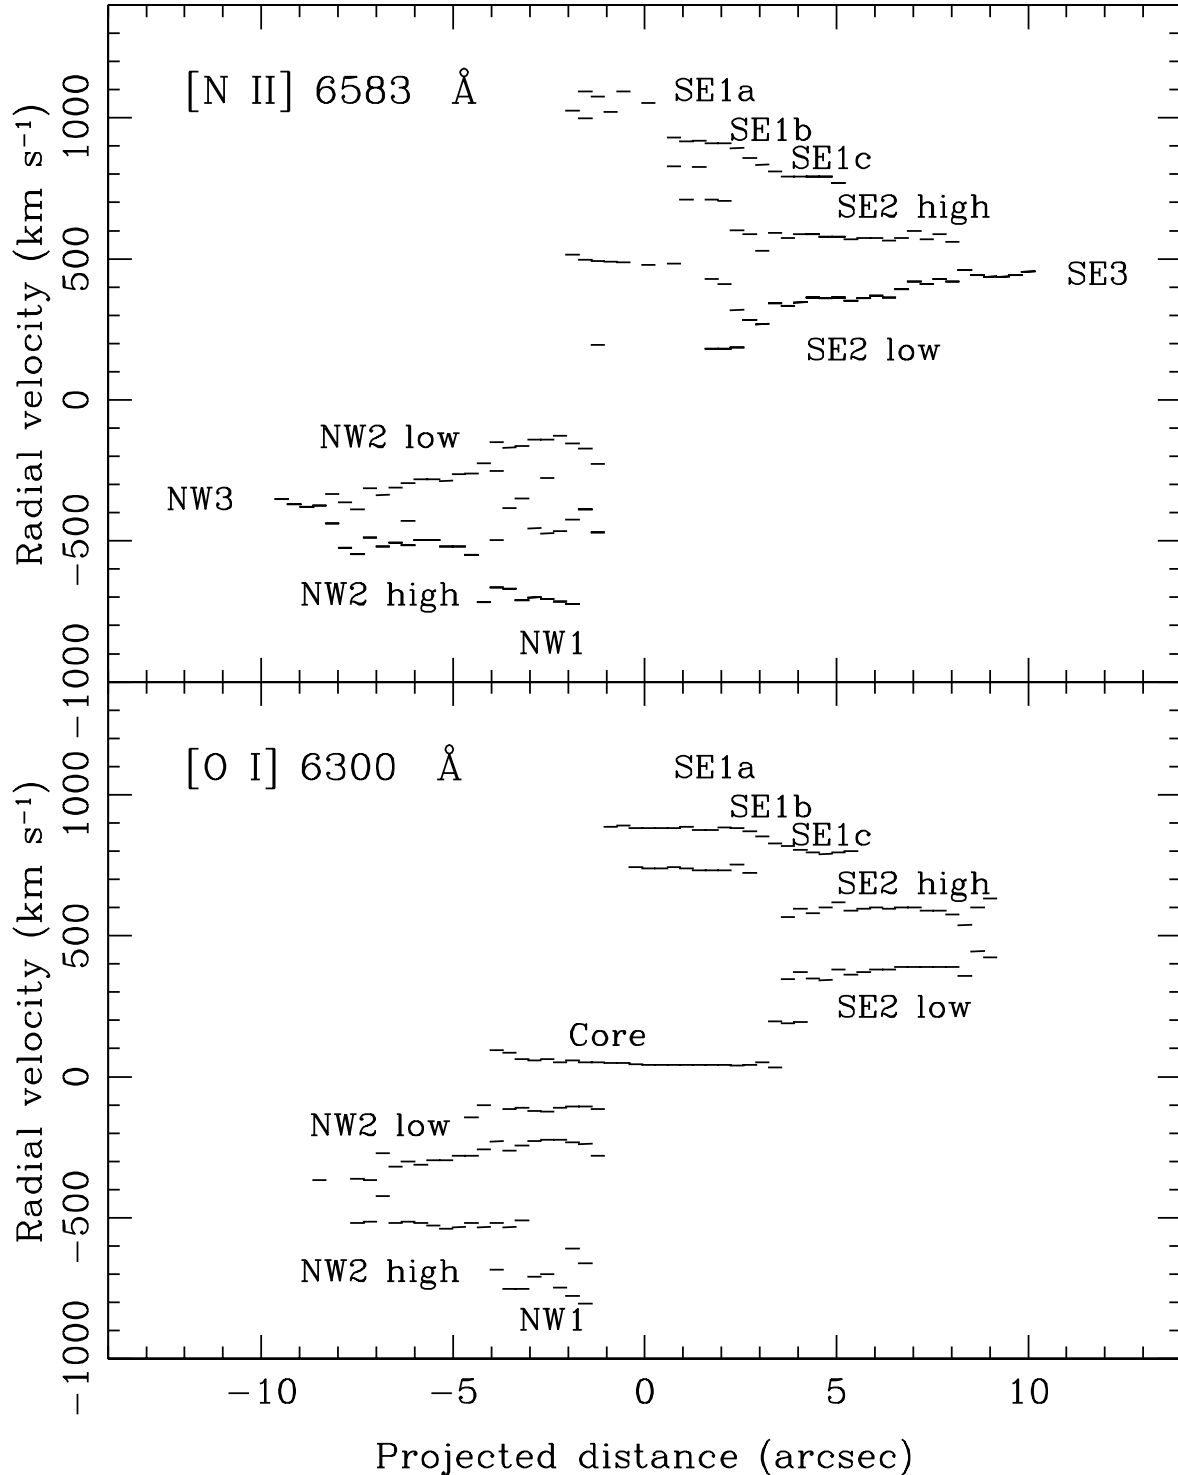 [N II] 6583 Å
SE1a
SE1b
SE1c
SE2 high
SE3
SE2 low
NW2 low
NW3
NW2 high
NW1
1000
500
0
−500
−1000
Radial velocity (km s⁻¹)
[O I] 6300 Å
SE1a
SE1b
SE1c
SE2 high
SE2 low
Core
NW2 low
NW2 high
NW1
1000
500
0
−500
−1000
Radial velocity (km s⁻¹)
−10 −5 0 5 10
Projected distance (arcsec)